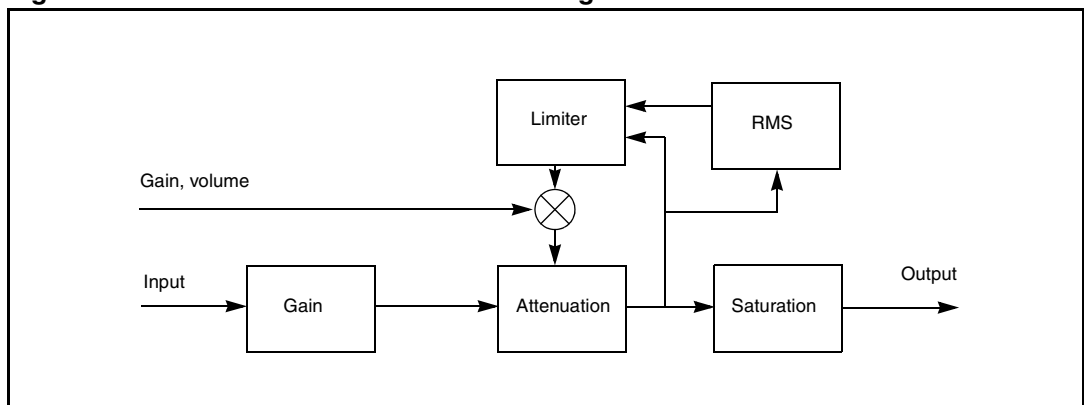 Limiter
RMS
Gain, volume
Input
Output
Gain
Attenuation
Saturation